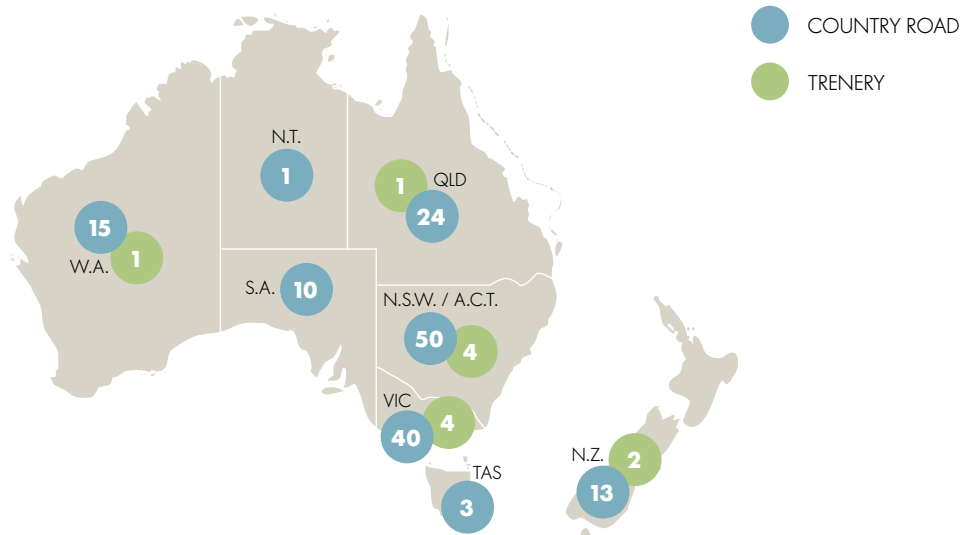 COUNTRY ROAD
TRENERY
N.T.
1
1
QLD
24
15
W.A.
1
S.A.
10
N.S.W. / A.C.T.
50
4
VIC
4
40
N.Z.
2
13
TAS
3